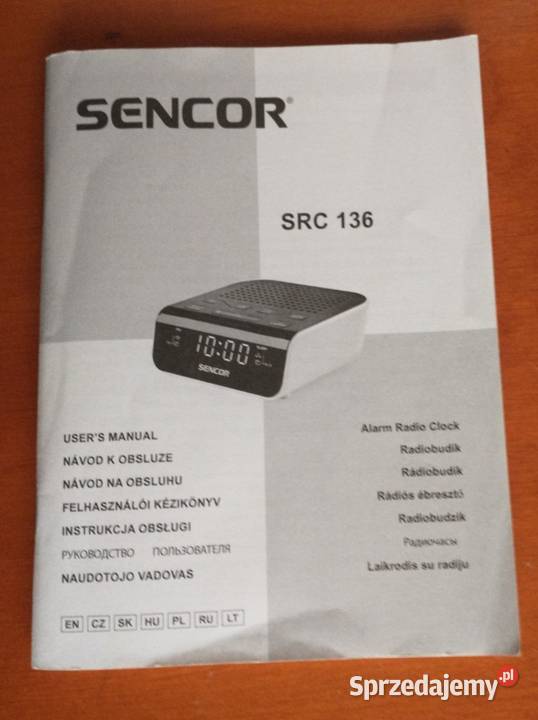 SENCOR®
SRC 136
10:00
SENCOR
USER'S MANUAL
NÁVOD K OBSLUZE
NÁVOD NA OBSLUHU
FELHASZNÁLÓI KÉZIKÖNYV
INSTRUKCJA OBSŁUGI
РУКОВОДСТВО ПОЛЬЗОВАТЕЛЯ
NAUDOTOJO VADOVAS
Alarm Radio Clock
Radiobudík
Rádiobudík
Rádiós ébresztő
Radiobudzik
Радиочасы
Laikrodis su radiju
EN CZ SK HU PL RU LT
Sprzedajemy.pl